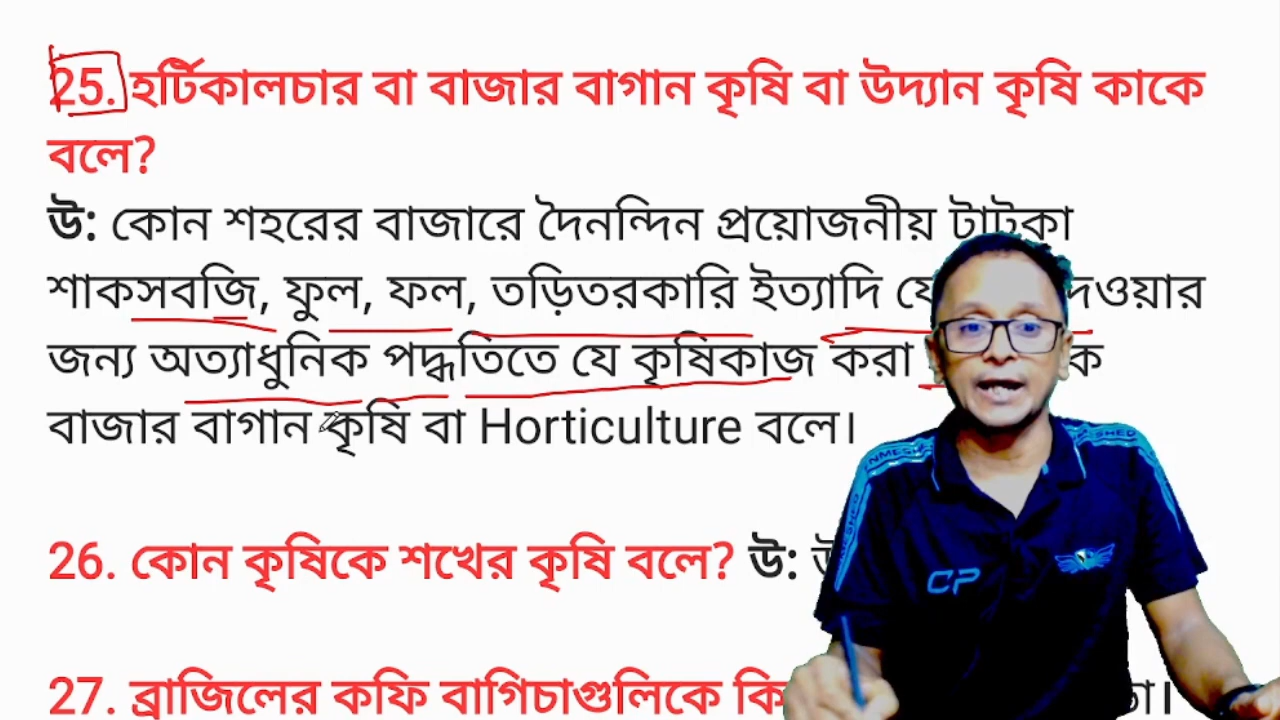 25. হর্টিকালচার বা বাজার বাগান কৃষি বা উদ্যান কৃষি কাকে
বলে?
উ: কোন শহরের বাজারে দৈনন্দিন প্রয়োজনীয় টাটকা
শাকসবজি, ফুল, ফল, তড়িতরকারি ইত্যাদি
জন্য অত্যাধুনিক পদ্ধতিতে যে কৃষিকাজ করা
বাজার বাগান কৃষি বা Horticulture বলে।
26. কোন কৃষিকে শখের কৃষি বলে? উ:
27. ব্রাজিলের কফি বাগিচাগুলিকে
CP